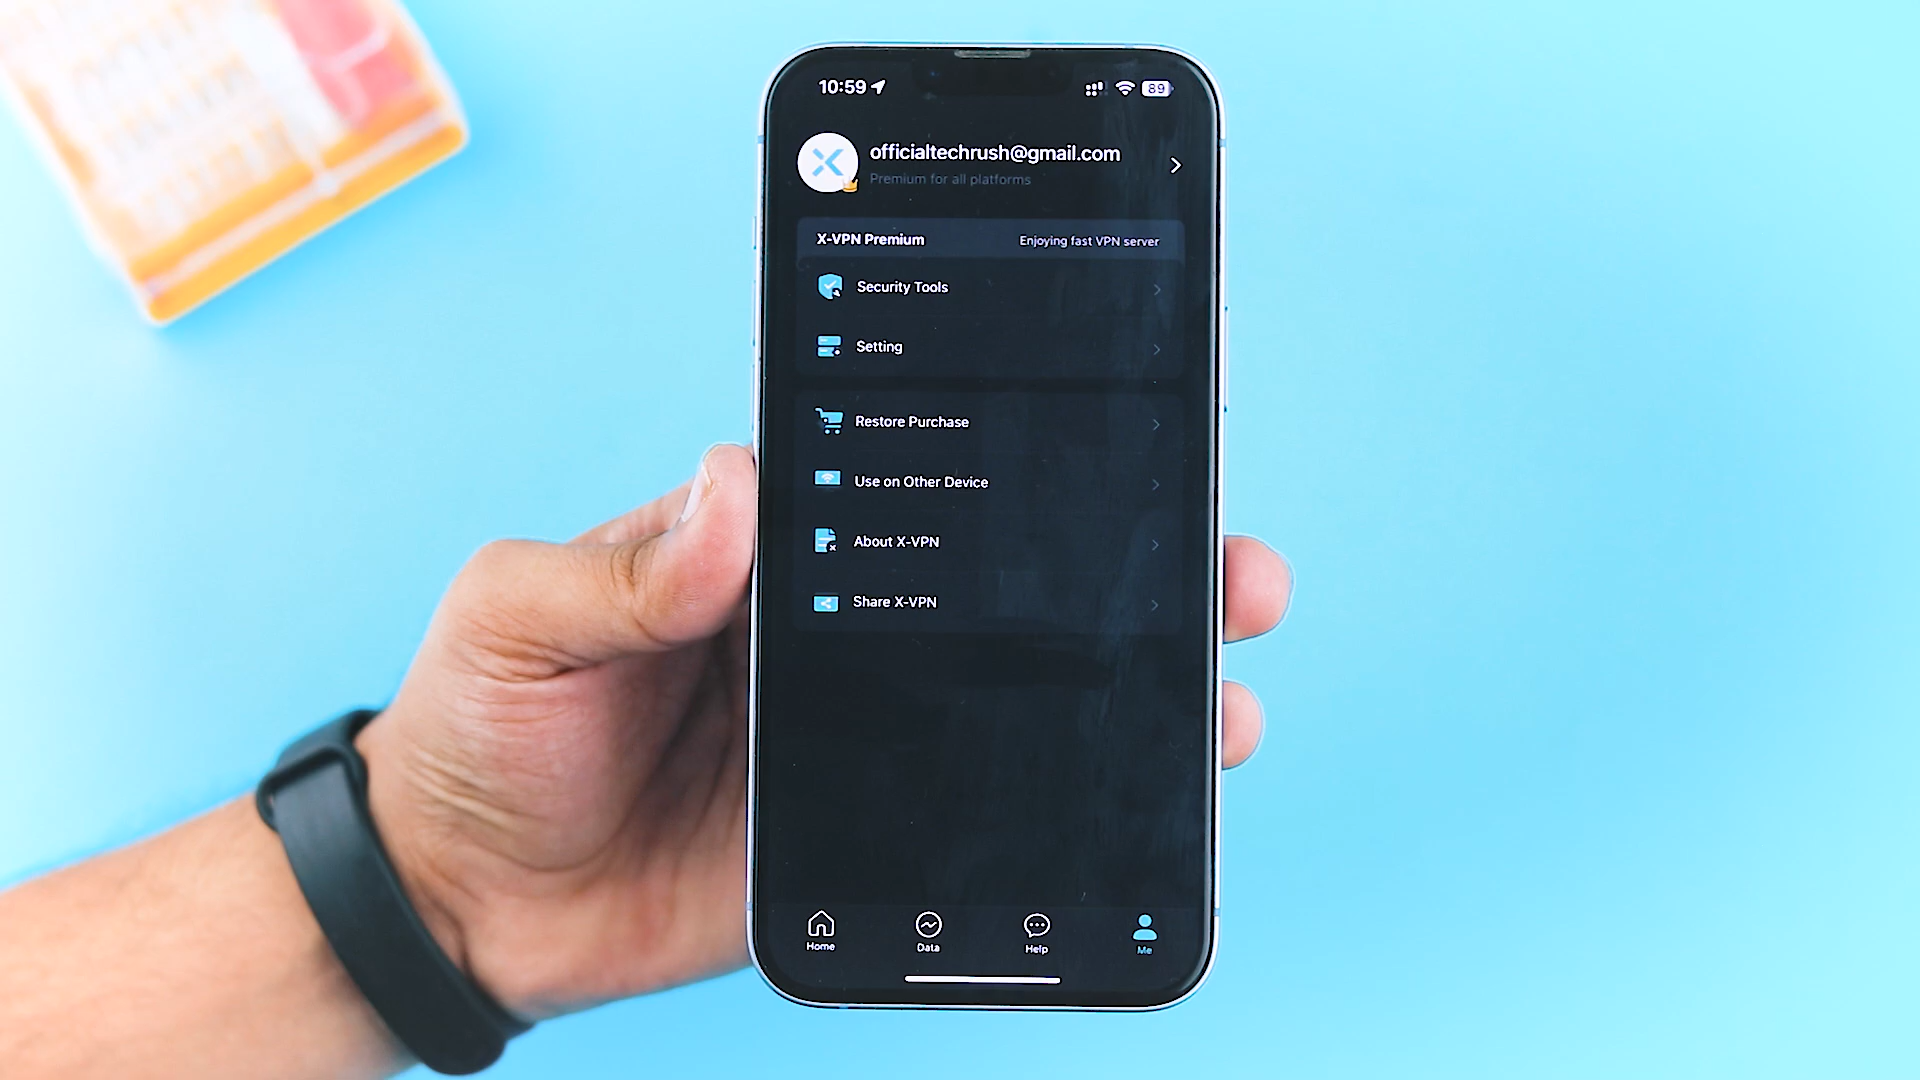 10:59
89
officialtechrush@gmail.com
Premium for all platforms
X-VPN Premium
Enjoying fast VPN server
Security Tools
Setting
Restore Purchase
Use on Other Device
About X-VPN
Share X-VPN
Home
Data
Help
Me